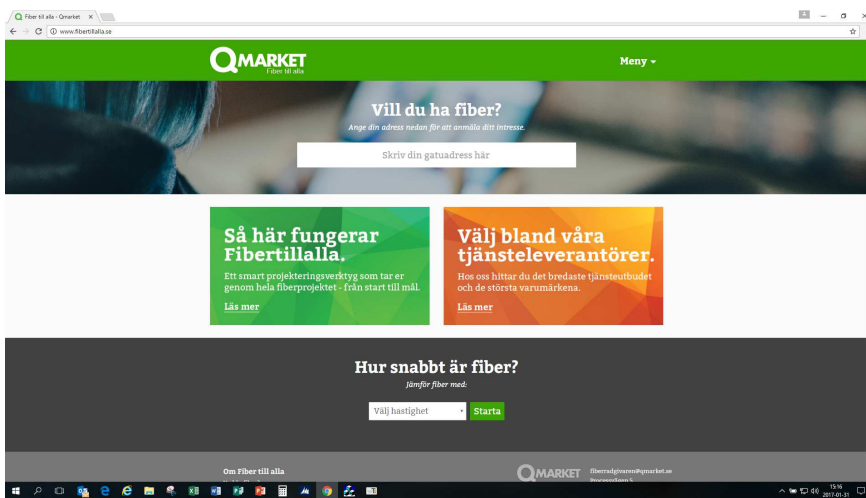 Fiber till alla - Qmarket
www.fibertillalla.se
QMARKET
Fiber till alla
Meny
Vill du ha fiber?
Ange din adress nedan för att anmäla ditt intresse.
Skriv din gatuadress här
Så här fungerar
Fibertillalla.
Ett smart projekteringsverktyg som tar er
genom hela fiberprojektet - från start till mål.
Läs mer
Välj bland våra
tjänsteleverantörer.
Hos oss hittar du det bredaste tjänsteutbudet
och de största varumärkena.
Läs mer
Hur snabbt är fiber?
Jämför fiber med:
Välj hastighet
Starta
Om Fiber till alla
QMARKET
fiberradgivaren@qmarket.se
15:16
2017-01-31